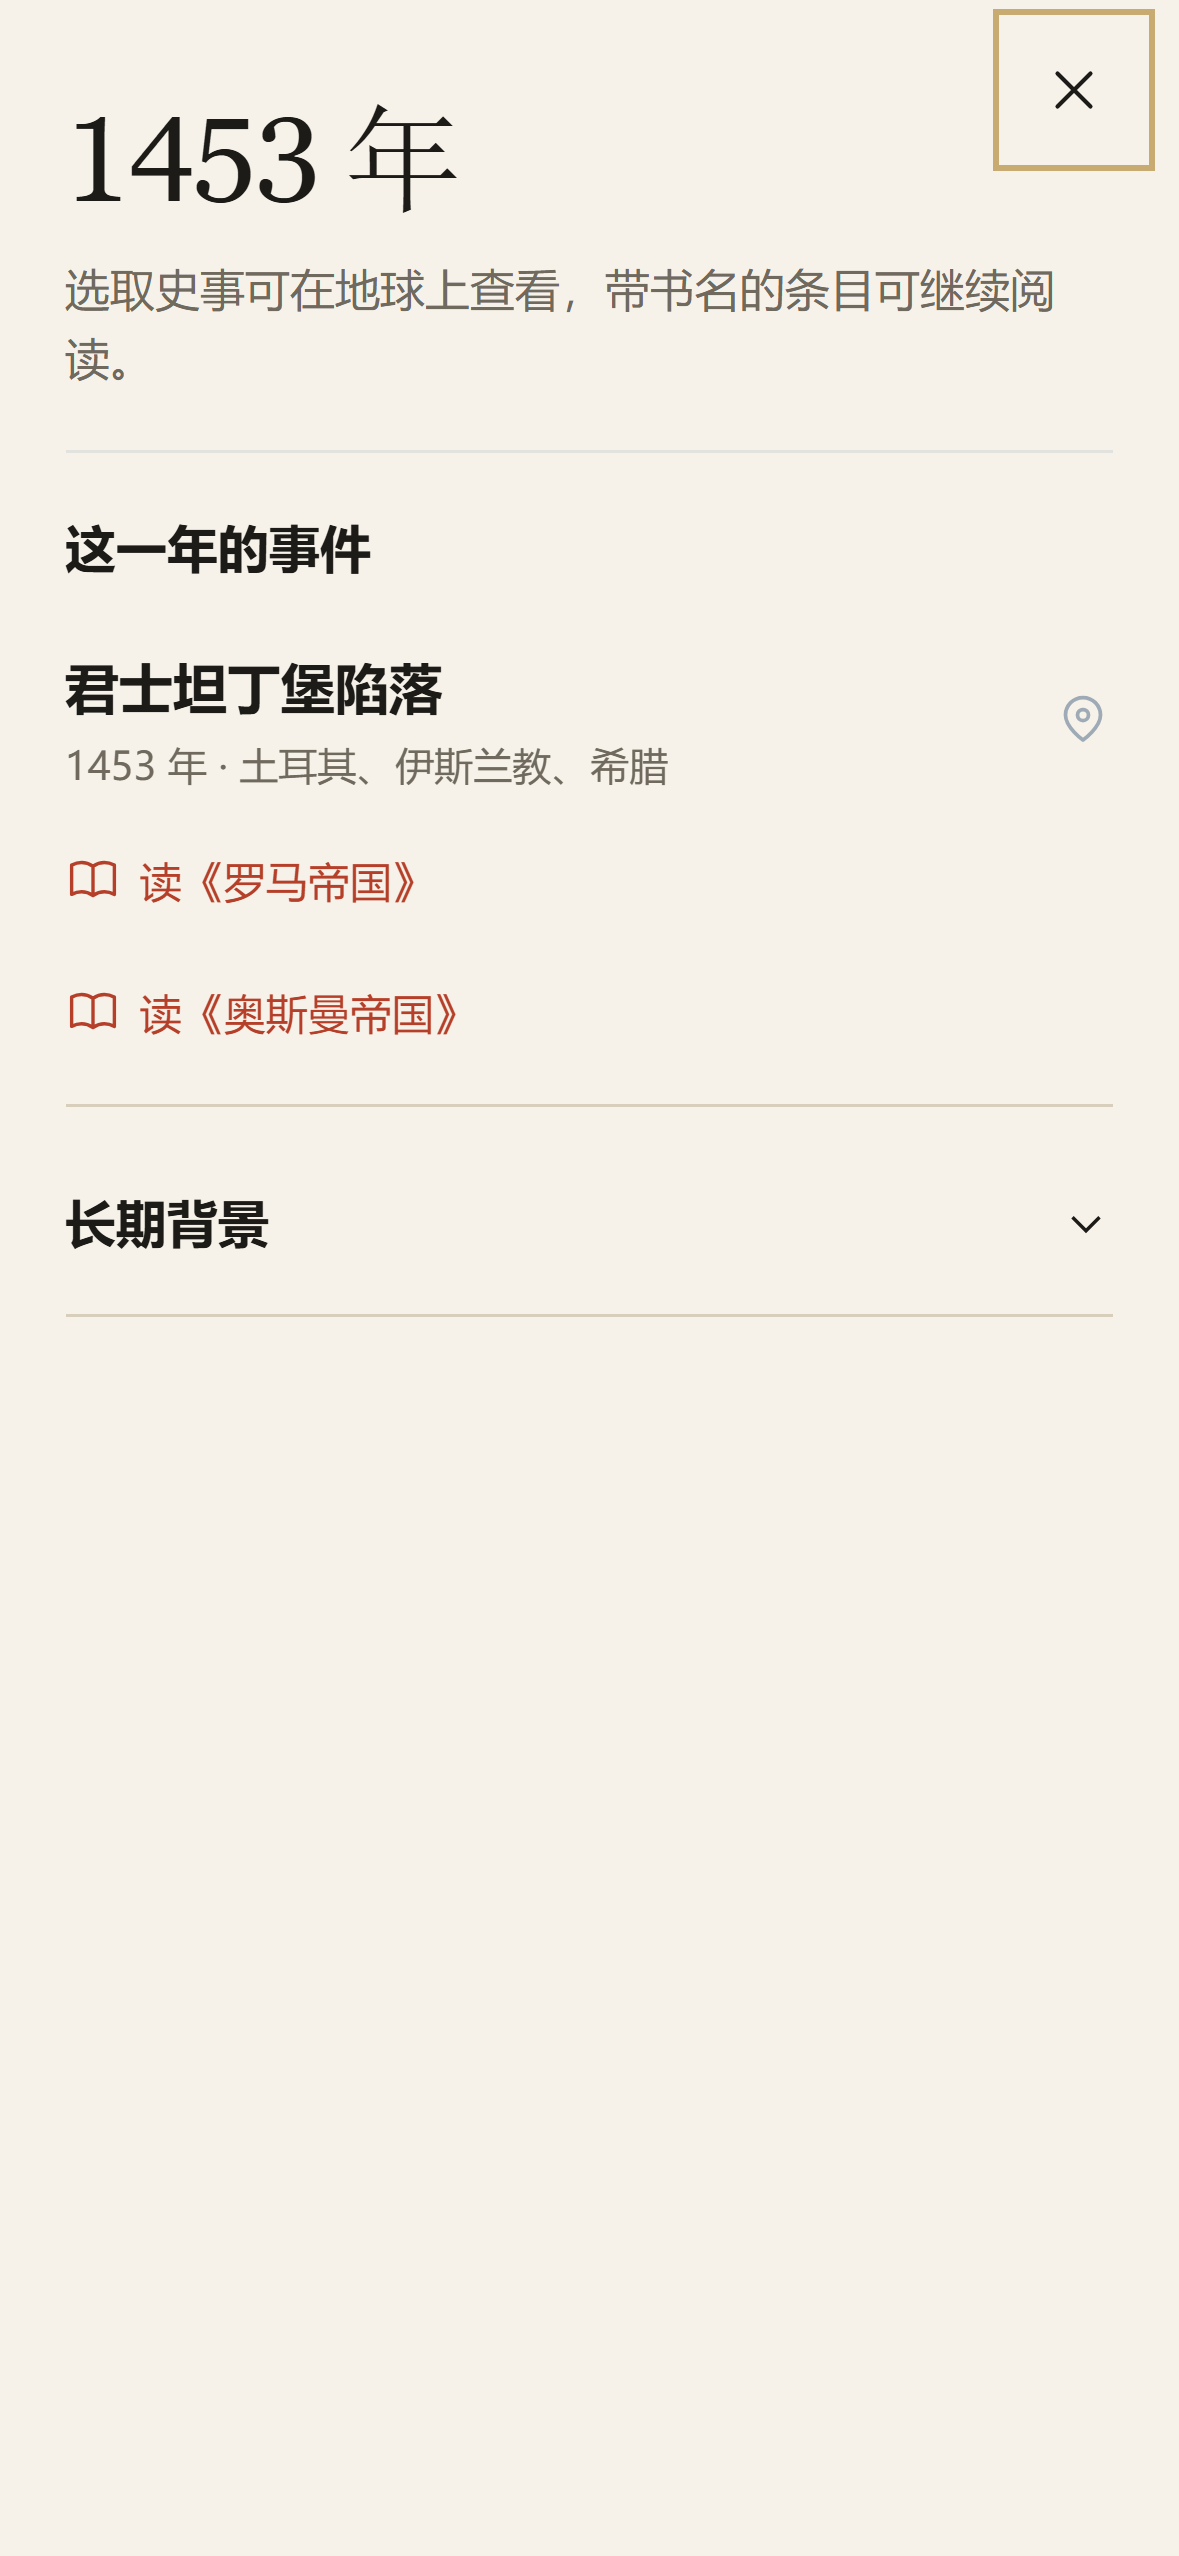 1453 年
选取史事可在地球上查看，带书名的条目可继续阅
读。
这一年的事件
君士坦丁堡陷落
1453 年 · 土耳其、伊斯兰教、希腊
读《罗马帝国》
读《奥斯曼帝国》
长期背景